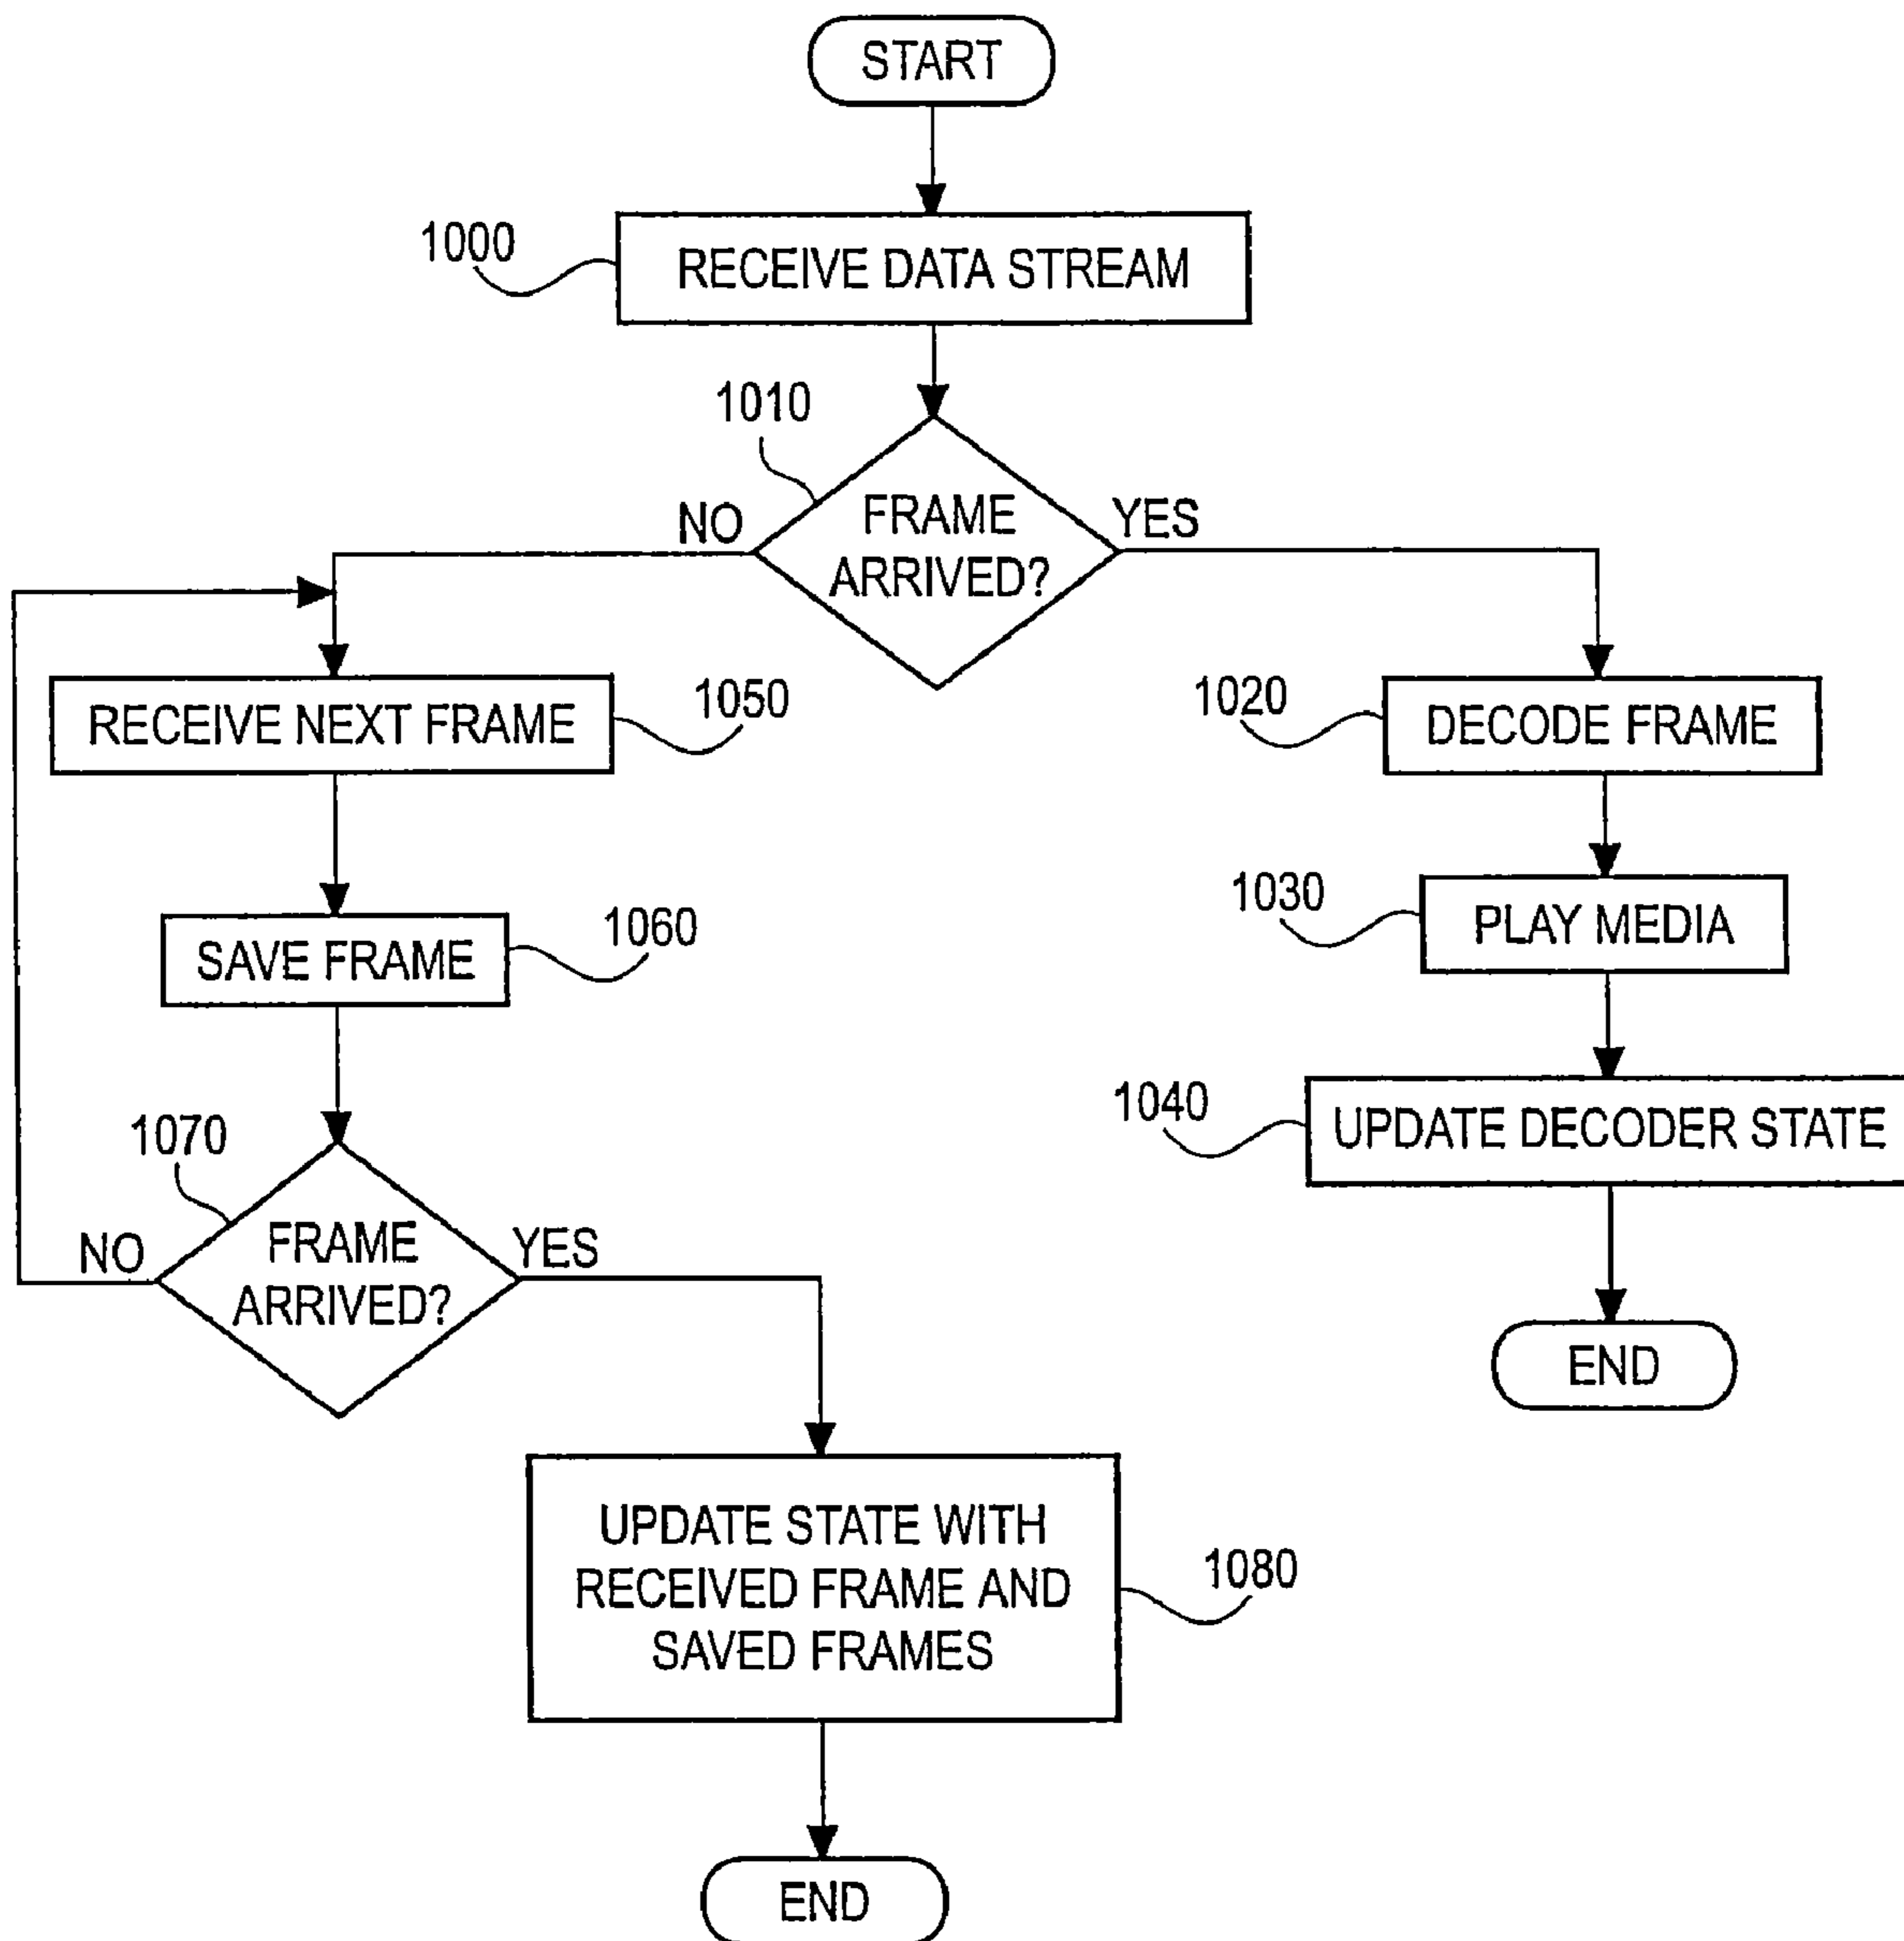 START
1000
RECEIVE DATA STREAM
1010
NO
FRAME
ARRIVED?
YES
RECEIVE NEXT FRAME
1050
1020
DECODE FRAME
1030
PLAY MEDIA
SAVE FRAME
1060
1040
UPDATE DECODER STATE
1070
NO
FRAME
ARRIVED?
YES
END
UPDATE STATE WITH
RECEIVED FRAME AND
SAVED FRAMES
1080
END